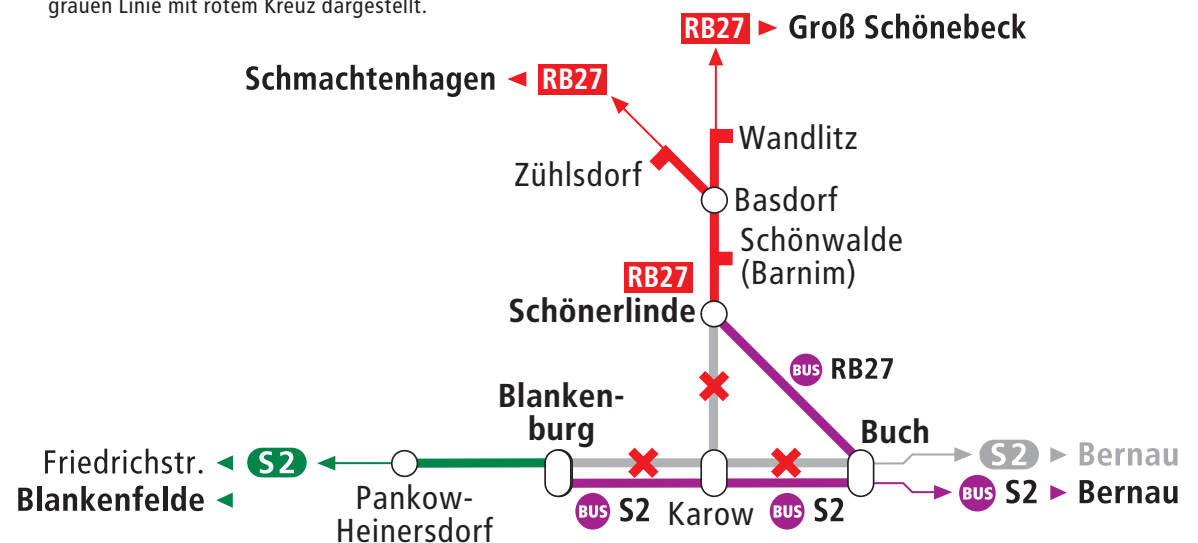 grauen Linie mit rotem Kreuz dargestellt.
RB27 Groß Schönebeck
Schmachtenhagen RB27
Wandlitz
Zühlsdorf
Basdorf
Schönwalde
(Barnim)
RB27
Schönerlinde
BUS RB27
Blanken-
burg
Buch
Friedrichstr. S2
Blankenfelde
Pankow-
Heinersdorf
BUS S2
Karow
BUS S2
S2 Bernau
BUS S2 Bernau